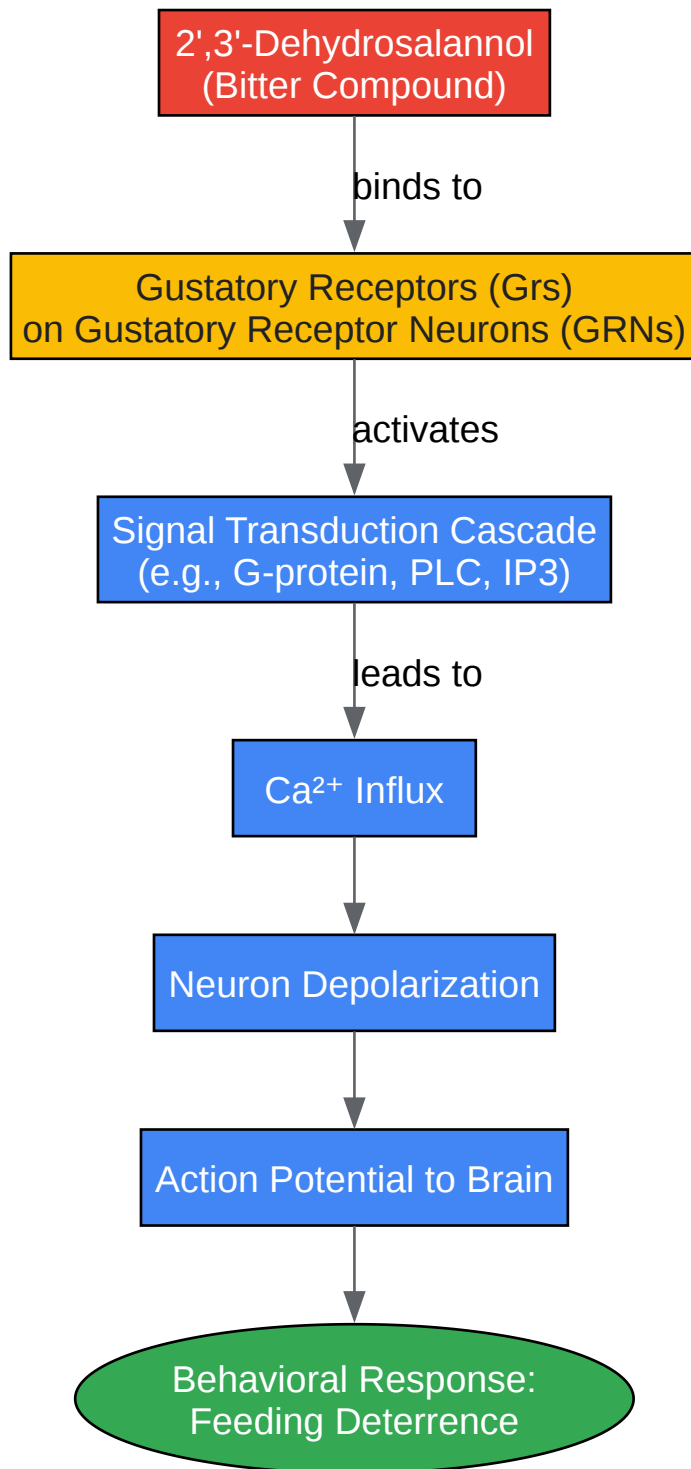 2',3'-Dehydrosalannol
(Bitter Compound)
binds to
Gustatory Receptors (Grs)
on Gustatory Receptor Neurons (GRNs)
activates
Signal Transduction Cascade
(e.g., G-protein, PLC, IP3)
leads to
Ca²⁺ Influx
Neuron Depolarization
Action Potential to Brain
Behavioral Response:
Feeding Deterrence